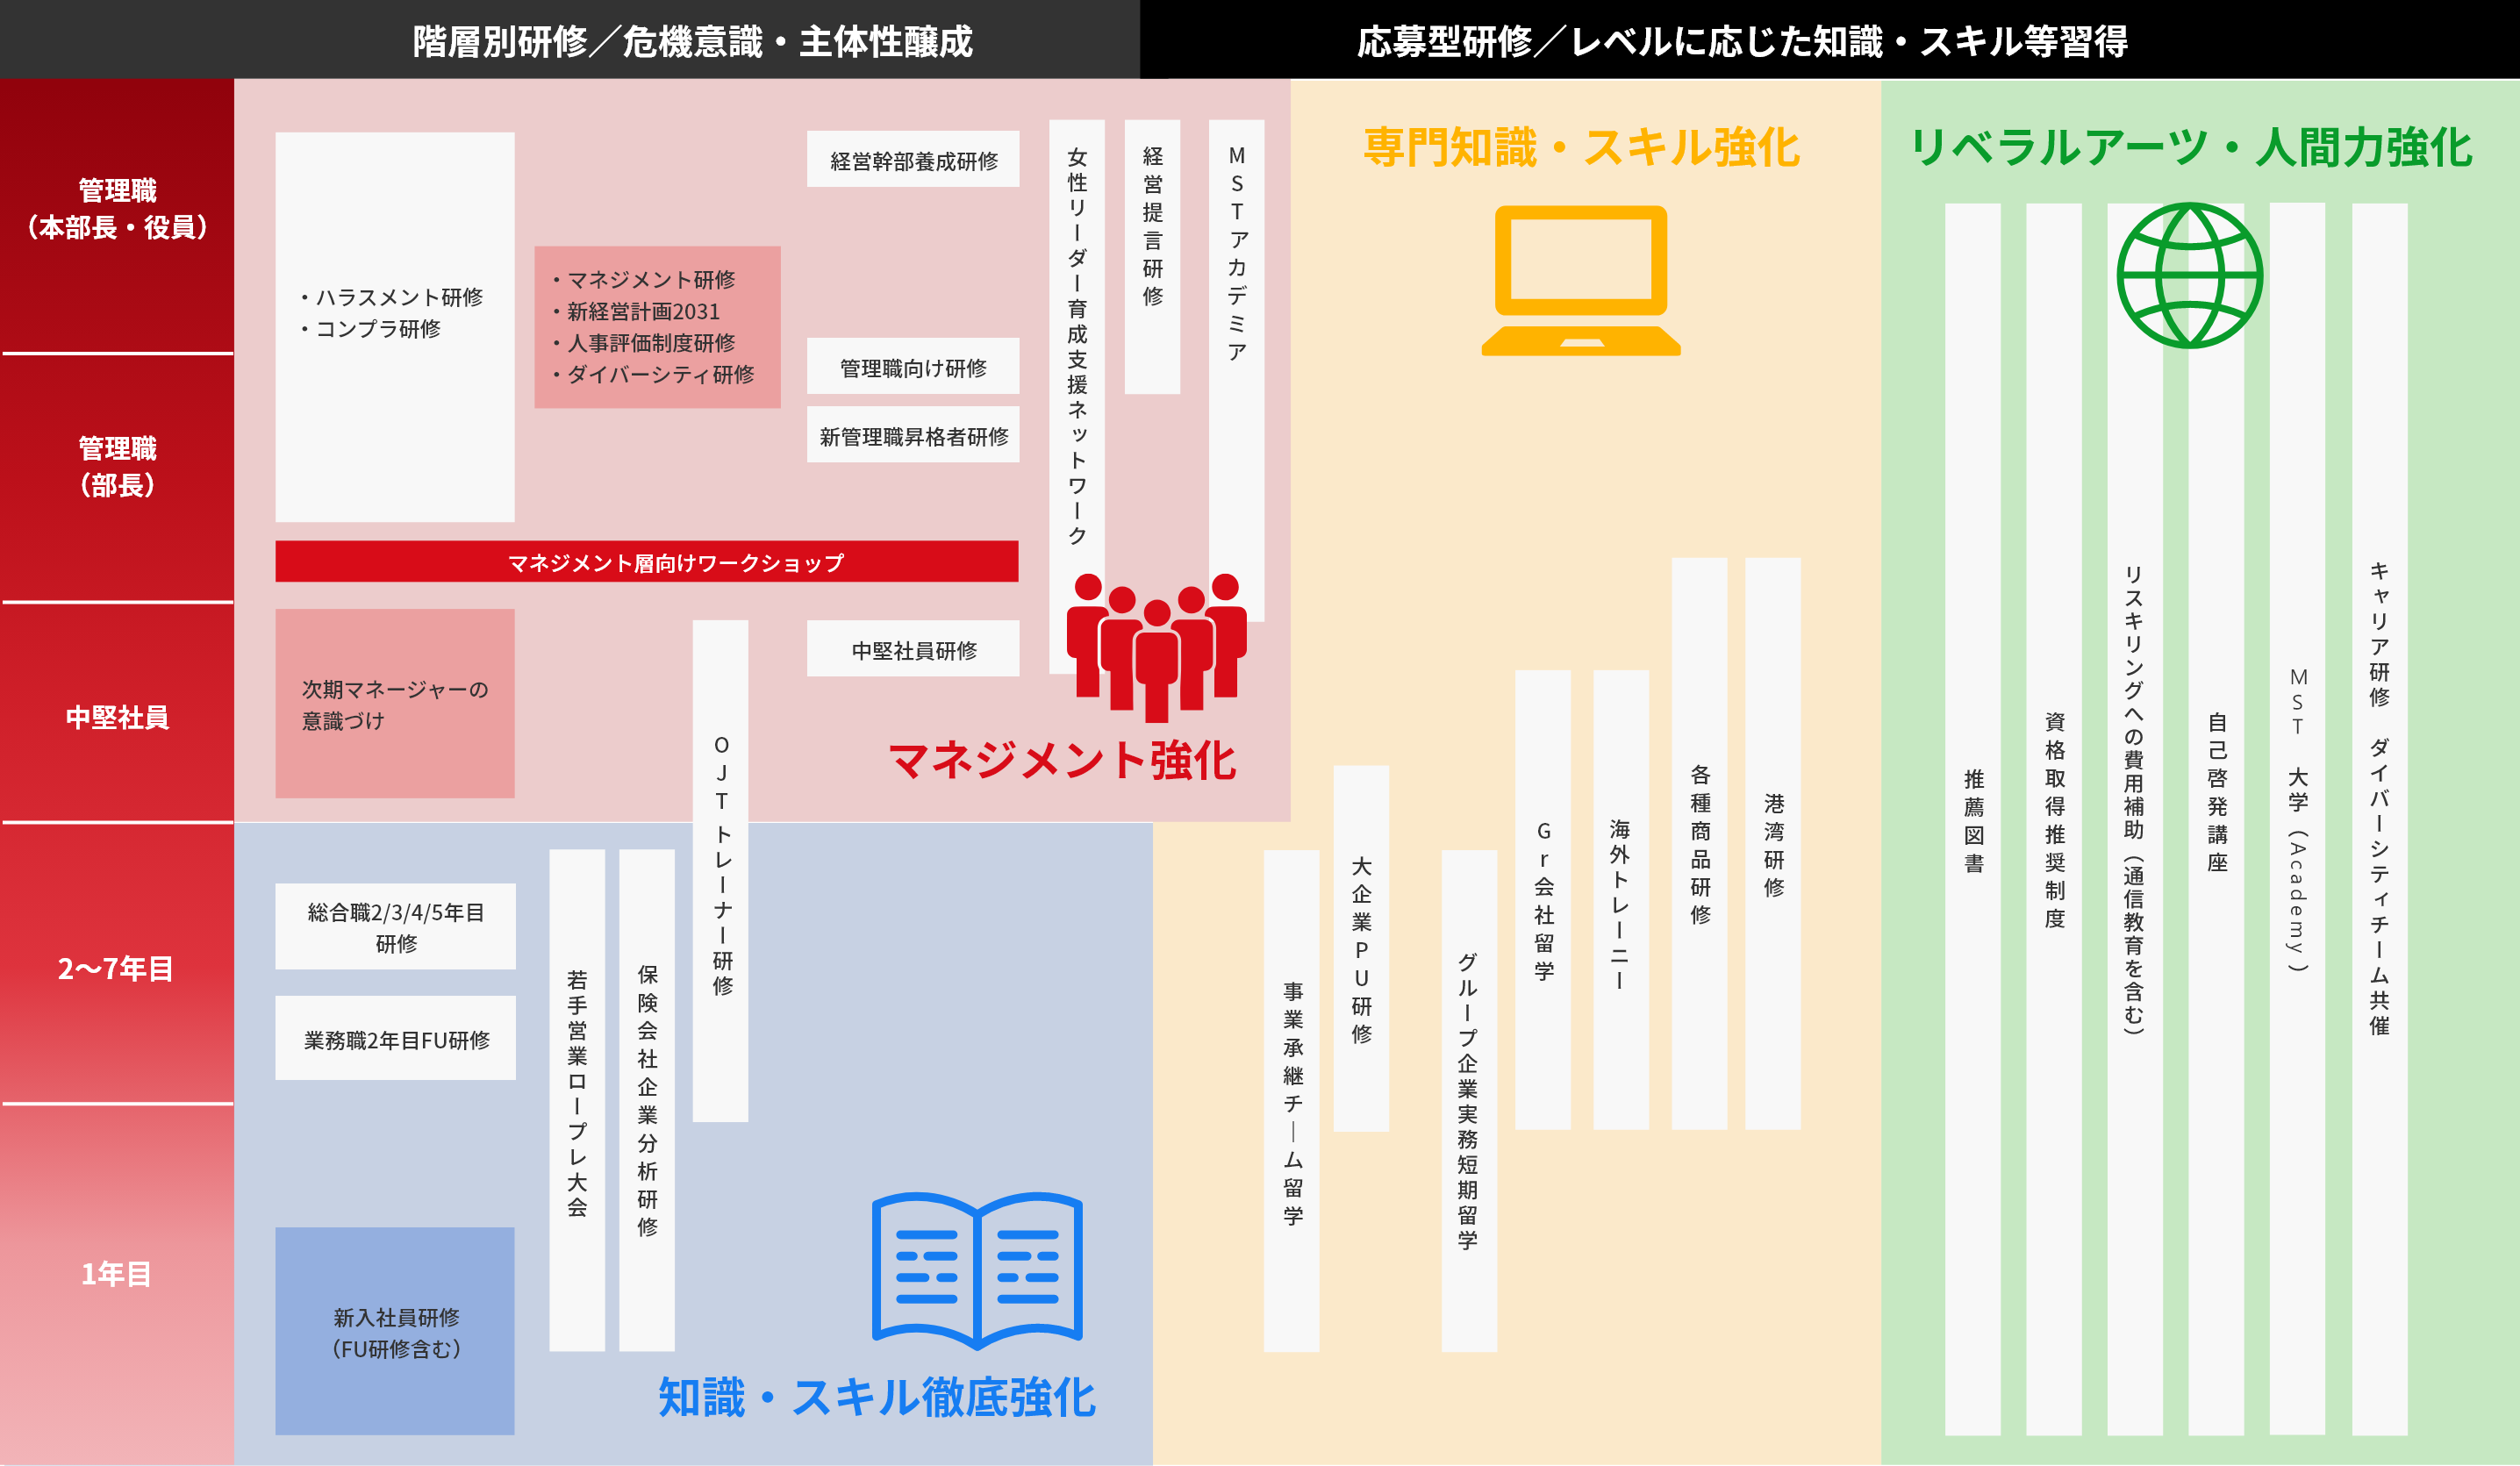 階層別研修／危機意識・主体性醸成
応募型研修／レベルに応じた知識・スキル等習得
管理職
（本部長・役員）
管理職
（部長）
中堅社員
2〜7年目
1年目
・ハラスメント研修
・コンプラ研修
・マネジメント研修
・新経営計画2031
・人事評価制度研修
・ダイバーシティ研修
経営幹部養成研修
管理職向け研修
新管理職昇格者研修
女性リーダー育成支援ネットワーク
経営提言研修
MSTアカデミア
マネジメント層向けワークショップ
次期マネージャーの
意識づけ
中堅社員研修
OJTトレーナー研修
マネジメント強化
総合職2/3/4/5年目
研修
業務職2年目FU研修
新入社員研修
（FU研修含む）
若手営業ロープレ大会
保険会社企業分析研修
知識・スキル徹底強化
専門知識・スキル強化
事業承継チーム留学
大企業PU研修
グループ企業実務短期留学
Gr会社留学
海外トレーニー
各種商品研修
港湾研修
リベラルアーツ・人間力強化
推薦図書
資格取得推奨制度
リスキリングへの費用補助（通信教育を含む）
自己啓発講座
MST　大学（Academy）
キャリア研修　ダイバーシティチーム共催